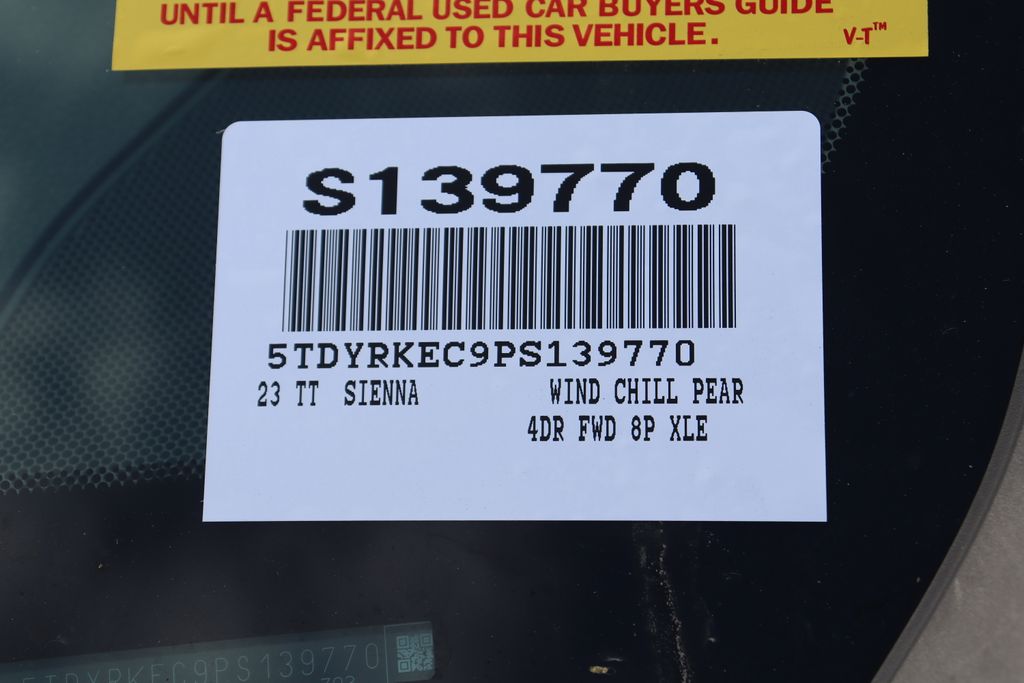 UNTIL A FEDERAL USED CAR BUYERS GUIDE
IS AFFIXED TO THIS VEHICLE.
V-T™
S139770
5TDYRKEC9PS139770
23 TT SIENNA WIND CHILL PEAR
4DR FWD 8P XLE
5TDYRKEC9PS139770